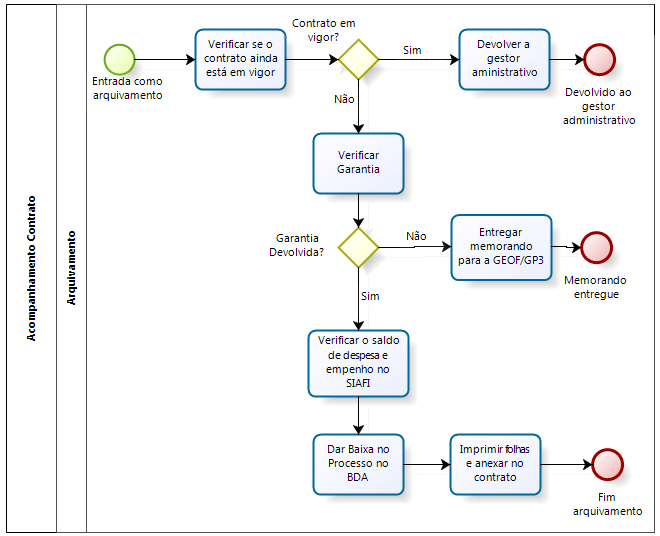 Acompanhamento Contrato
Arquivamento
Entrada como
arquivamento
Verificar se o
contrato ainda
está em vigor
Contrato em
vigor?
Sim
Devolver a
gestor
aministrativo
Devolvido ao
gestor
administrativo
Não
Verificar
Garantia
Garantia
Devolvida?
Não
Entregar
memorando
para a GEOF/GP3
Memorando
entregue
Sim
Verificar o saldo
de despesa e
empenho no
SIAFI
Dar Baixa no
Processo no
BDA
Imprimir folhas
e anexar no
contrato
Fim
arquivamento